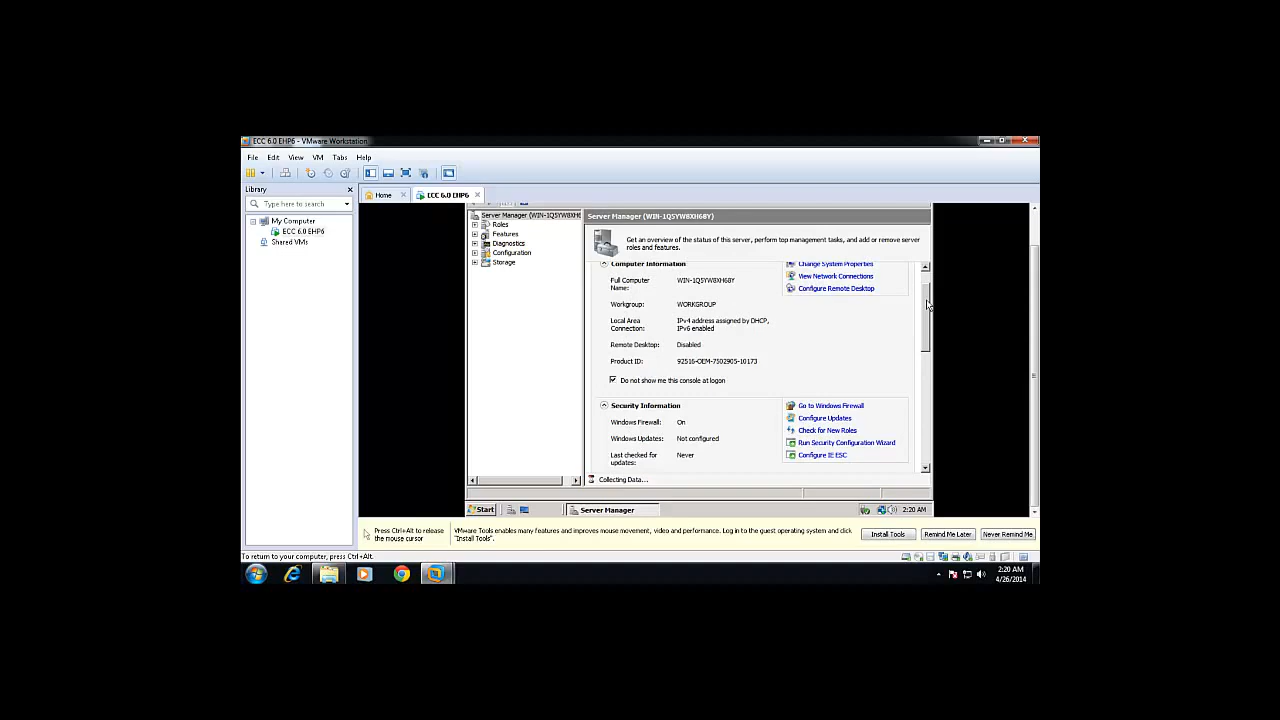 ECC 6.0 EHP6 - VMware Workstation
File Edit View VM Tabs Help
Library
Type here to search
My Computer
ECC 6.0 EHP6
Shared VMs
Home
ECC 6.0 EHP6
Server Manager (WIN-1Q5YW8XH6
Roles
Features
Diagnostics
Configuration
Storage
Server Manager (WIN-1Q5YW8XH68Y)
Get an overview of the status of this server, perform top management tasks, and add or remove server
roles and features.
Computer Information
Change System Properties
View Network Connections
Configure Remote Desktop
Full Computer
Name:
WIN-1Q5YW8XH68Y
Workgroup: WORKGROUP
Local Area
Connection:
IPv4 address assigned by DHCP,
IPv6 enabled
Remote Desktop: Disabled
Product ID: 92516-OEM-7502905-10173
Do not show me this console at logon
Security Information
Go to Windows Firewall
Configure Updates
Check for New Roles
Run Security Configuration Wizard
Configure IE ESC
Windows Firewall: On
Windows Updates: Not configured
Last checked for
updates:
Never
Collecting Data...
Start
Server Manager
2:20 AM
Press Ctrl+Alt to release
the mouse cursor
VMware Tools enables many features and improves mouse movement, video and performance. Log in to the guest operating system and click
"Install Tools".
Install Tools
Remind Me Later
Never Remind Me
To return to your computer, press Ctrl+Alt.
2:20 AM
4/26/2014